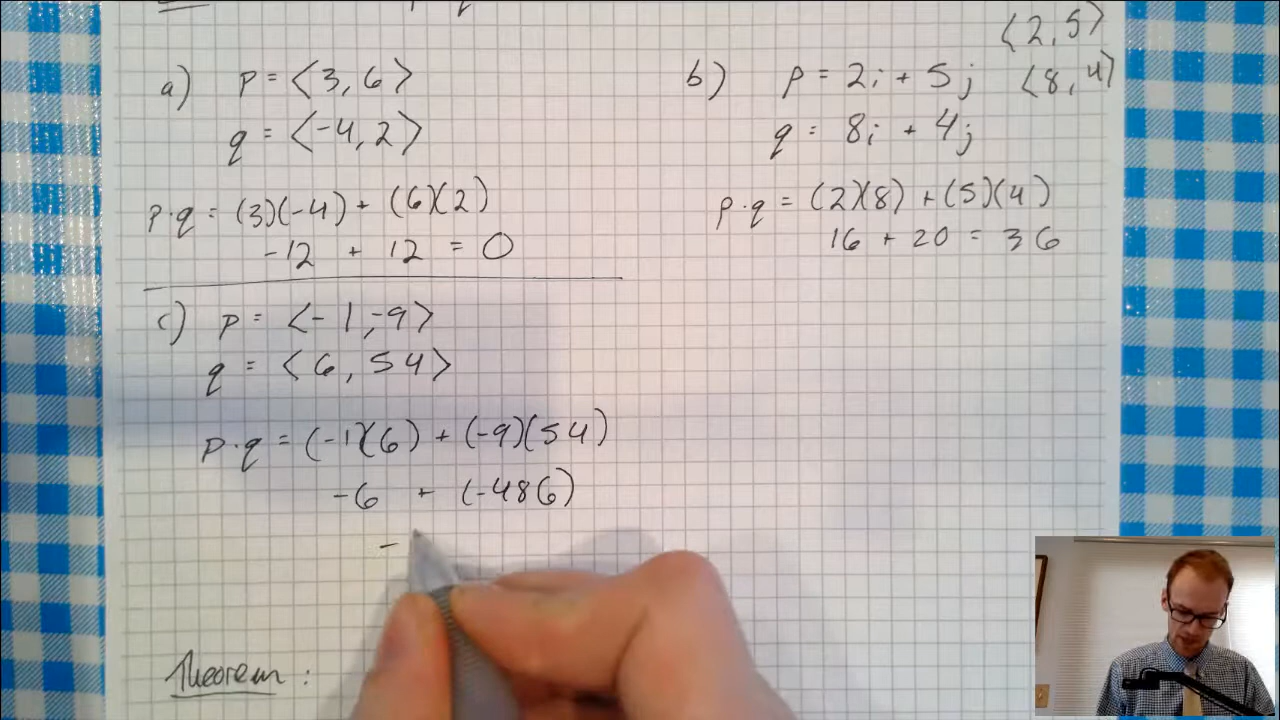 a) p = ⟨3, 6⟩
q = ⟨-4, 2⟩
p·q = (3)(-4) + (6)(2)
-12 + 12 = 0
⟨2, 5⟩
b) p = 2i + 5j ⟨8, 4⟩
q = 8i + 4j
p·q = (2)(8) + (5)(4)
16 + 20 = 36
c) p = ⟨-1, -9⟩
q = ⟨6, 54⟩
p·q = (-1)(6) + (-9)(54)
-6 + (-486)
-
Theorem: